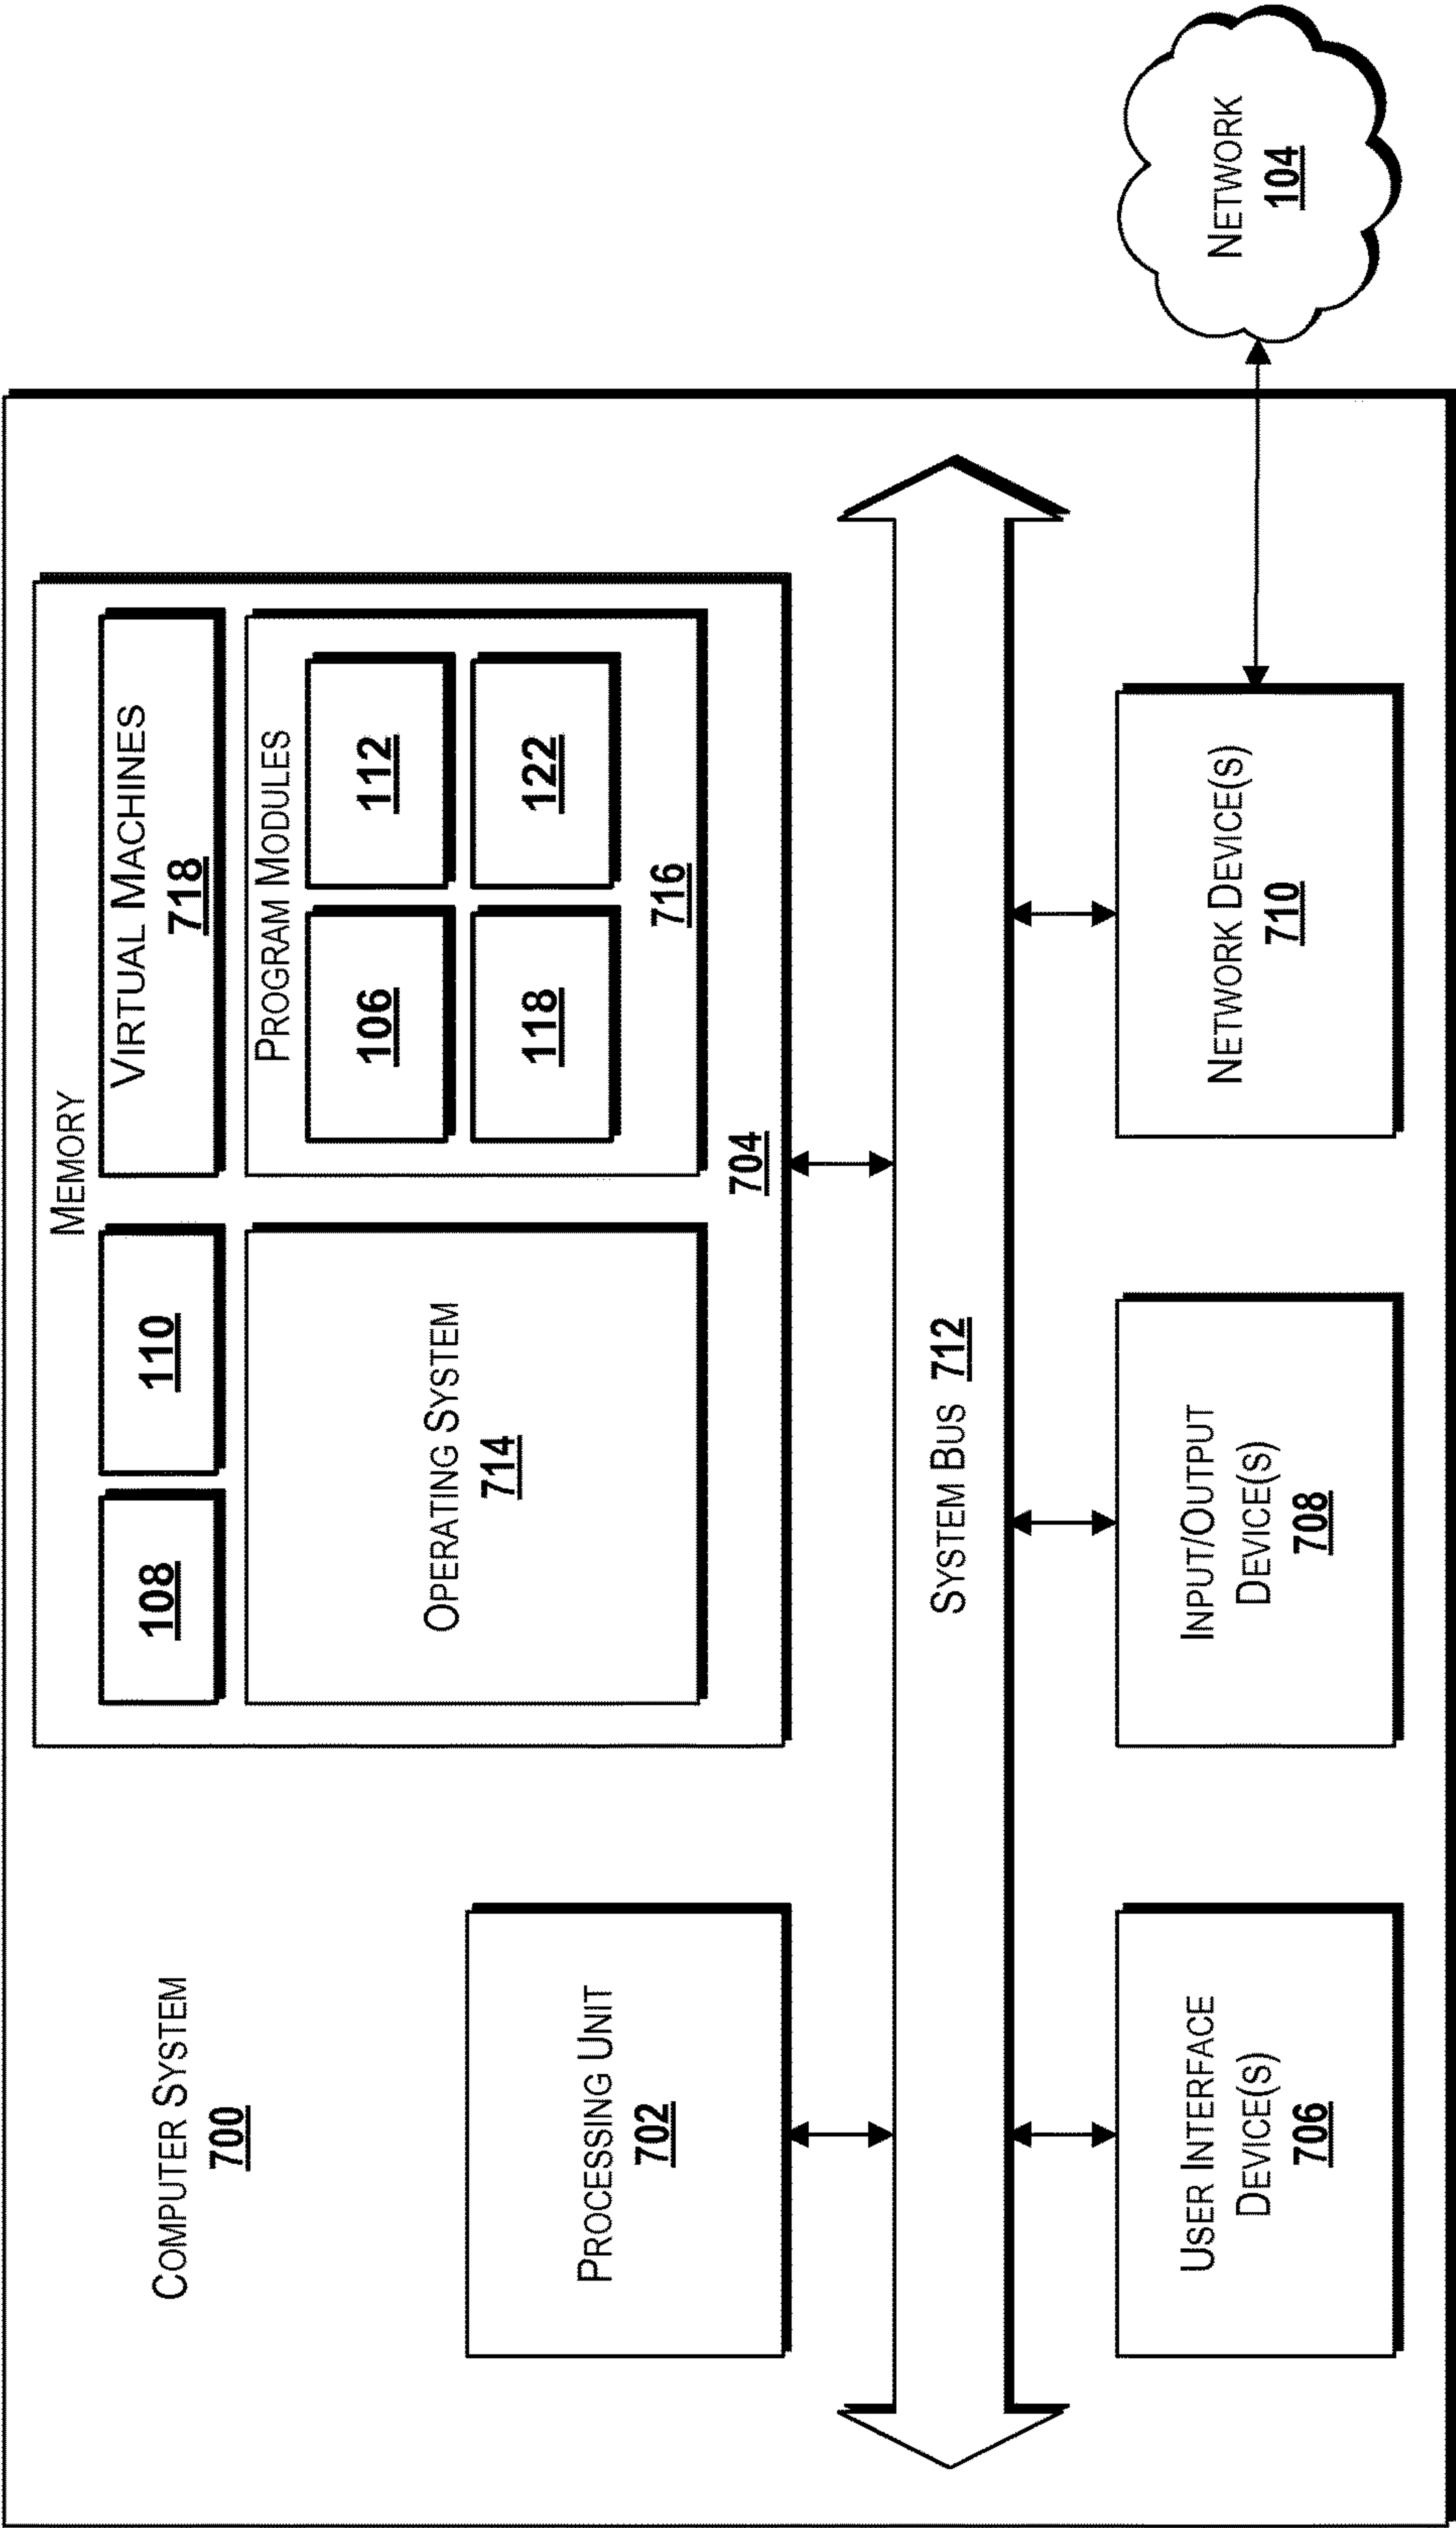 COMPUTER SYSTEM
700
PROCESSING UNIT
702
MEMORY
108
110
VIRTUAL MACHINES
718
OPERATING SYSTEM
714
PROGRAM MODULES
106
112
118
122
716
704
SYSTEM BUS 712
USER INTERFACE
DEVICE(S)
706
INPUT/OUTPUT
DEVICE(S)
708
NETWORK DEVICE(S)
710
NETWORK
104